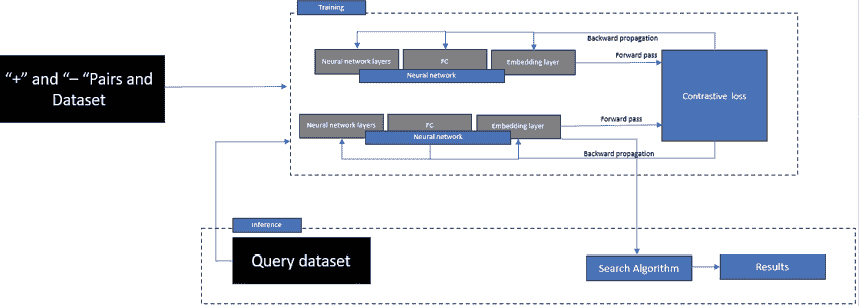 Training
Backward propagation
Neural network layers
FC
Embedding layer
Forward pass
Neural network
“+” and “– “Pairs and
Dataset
Contrastive loss
Neural network layers
FC
Embedding layer
Forward pass
Neural network
Backward propagation
Inference
Query dataset
Search Algorithm
Results